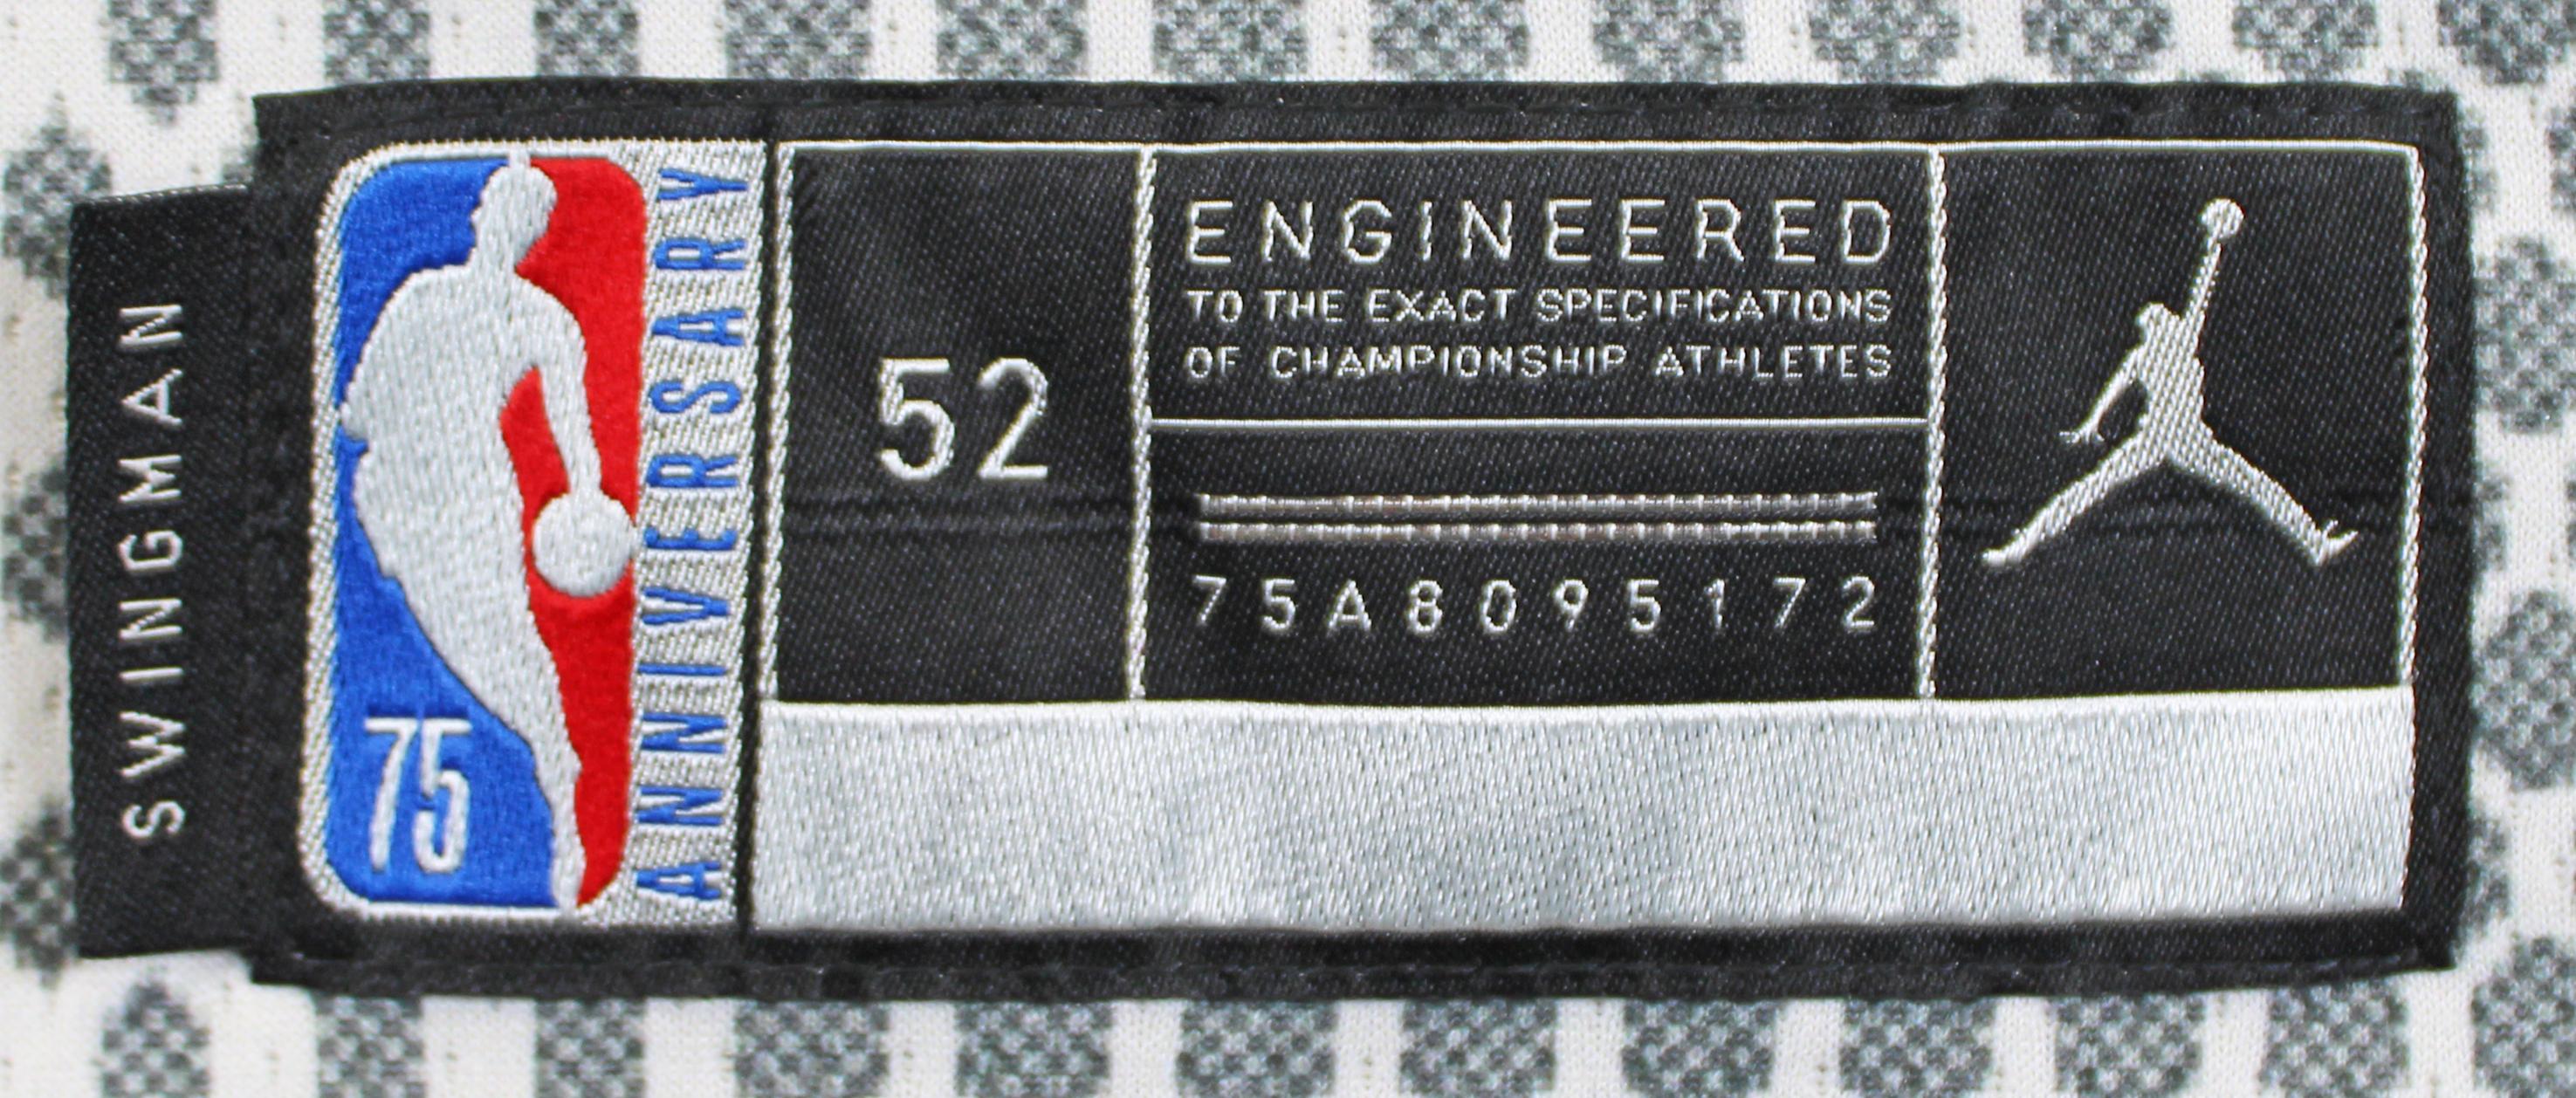 SWINGMAN
75
ANNIVERSARY
52
ENGINEERED
TO THE EXACT SPECIFICATIONS
OF CHAMPIONSHIP ATHLETES
75A8095172